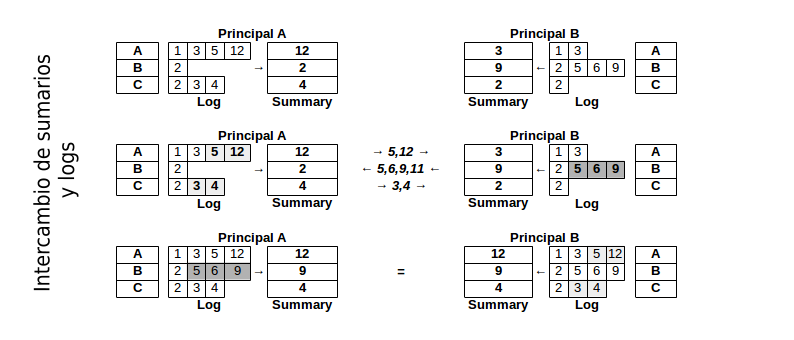 Intercambio de sumarios
y logs
Principal A Principal B
A 1 3 5 12 12 3 1 3 A
B 2 → 2 9 ← 2 5 6 9 B
C 2 3 4 4 2 2 C
Log Summary Summary Log
Principal A Principal B
A 1 3 5 12 12 → 5,12 → 3 1 3 A
B 2 → 2 ← 5,6,9,11 ← 9 ← 2 5 6 9 B
C 2 3 4 4 → 3,4 → 2 2 C
Log Summary Summary Log
Principal A Principal B
A 1 3 5 12 12 12 1 3 5 12 A
B 2 5 6 9 → 9 = 9 ← 2 5 6 9 B
C 2 3 4 4 4 2 3 4 C
Log Summary Summary Log